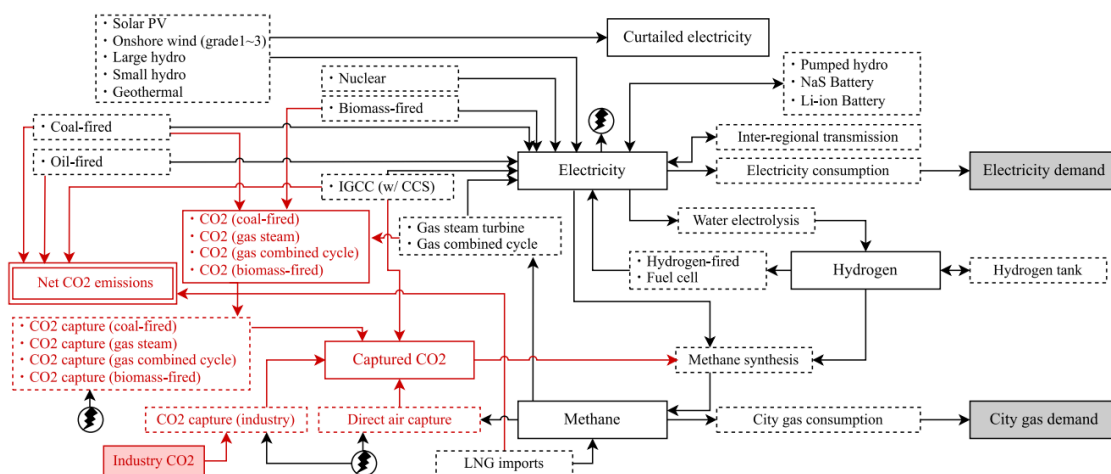 ・Solar PV
・Onshore wind (grade1~3)
・Large hydro
・Small hydro
・Geothermal
Curtailed electricity
・Nuclear
・Biomass-fired
・Pumped hydro
・NaS Battery
・Li-ion Battery
・Coal-fired
・Oil-fired
Inter-regional transmission
Electricity
Electricity consumption
Electricity demand
・IGCC (w/ CCS)
・CO2 (coal-fired)
・CO2 (gas steam)
・CO2 (gas combined cycle)
・CO2 (biomass-fired)
・Gas steam turbine
・Gas combined cycle
Water electrolysis
・Hydrogen-fired
・Fuel cell
Hydrogen
Hydrogen tank
Net CO2 emissions
・CO2 capture (coal-fired)
・CO2 capture (gas steam)
・CO2 capture (gas combined cycle)
・CO2 capture (biomass-fired)
Captured CO2
Methane synthesis
CO2 capture (industry)
Direct air capture
Methane
City gas consumption
City gas demand
Industry CO2
LNG imports